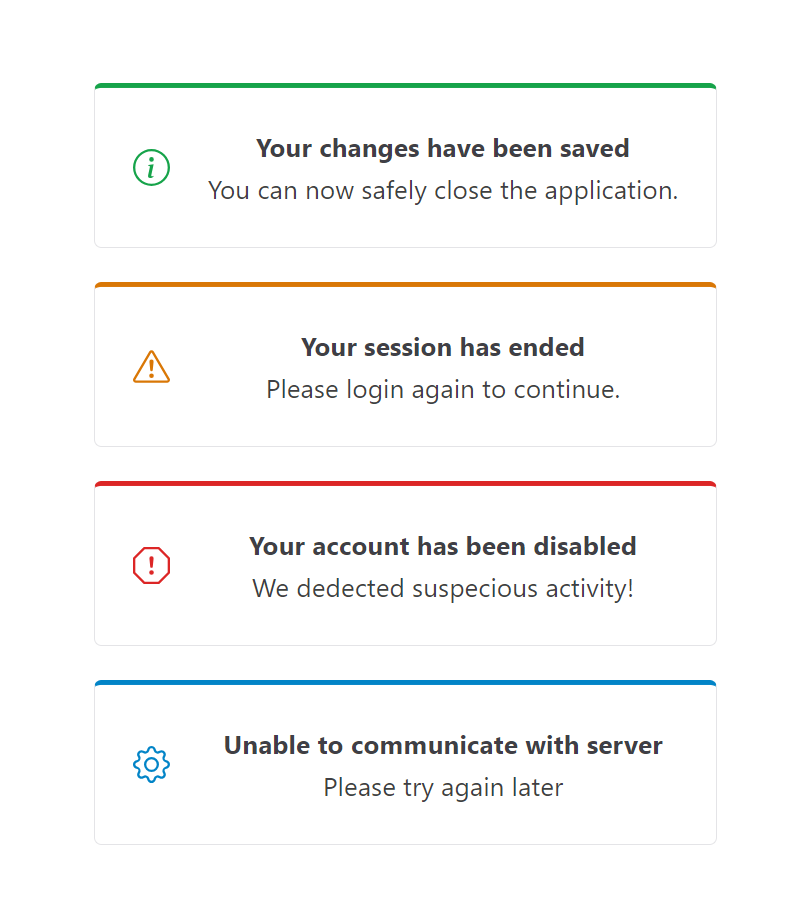 Your changes have been saved
You can now safely close the application.
Your session has ended
Please login again to continue.
Your account has been disabled
We dedected suspecious activity!
Unable to communicate with server
Please try again later